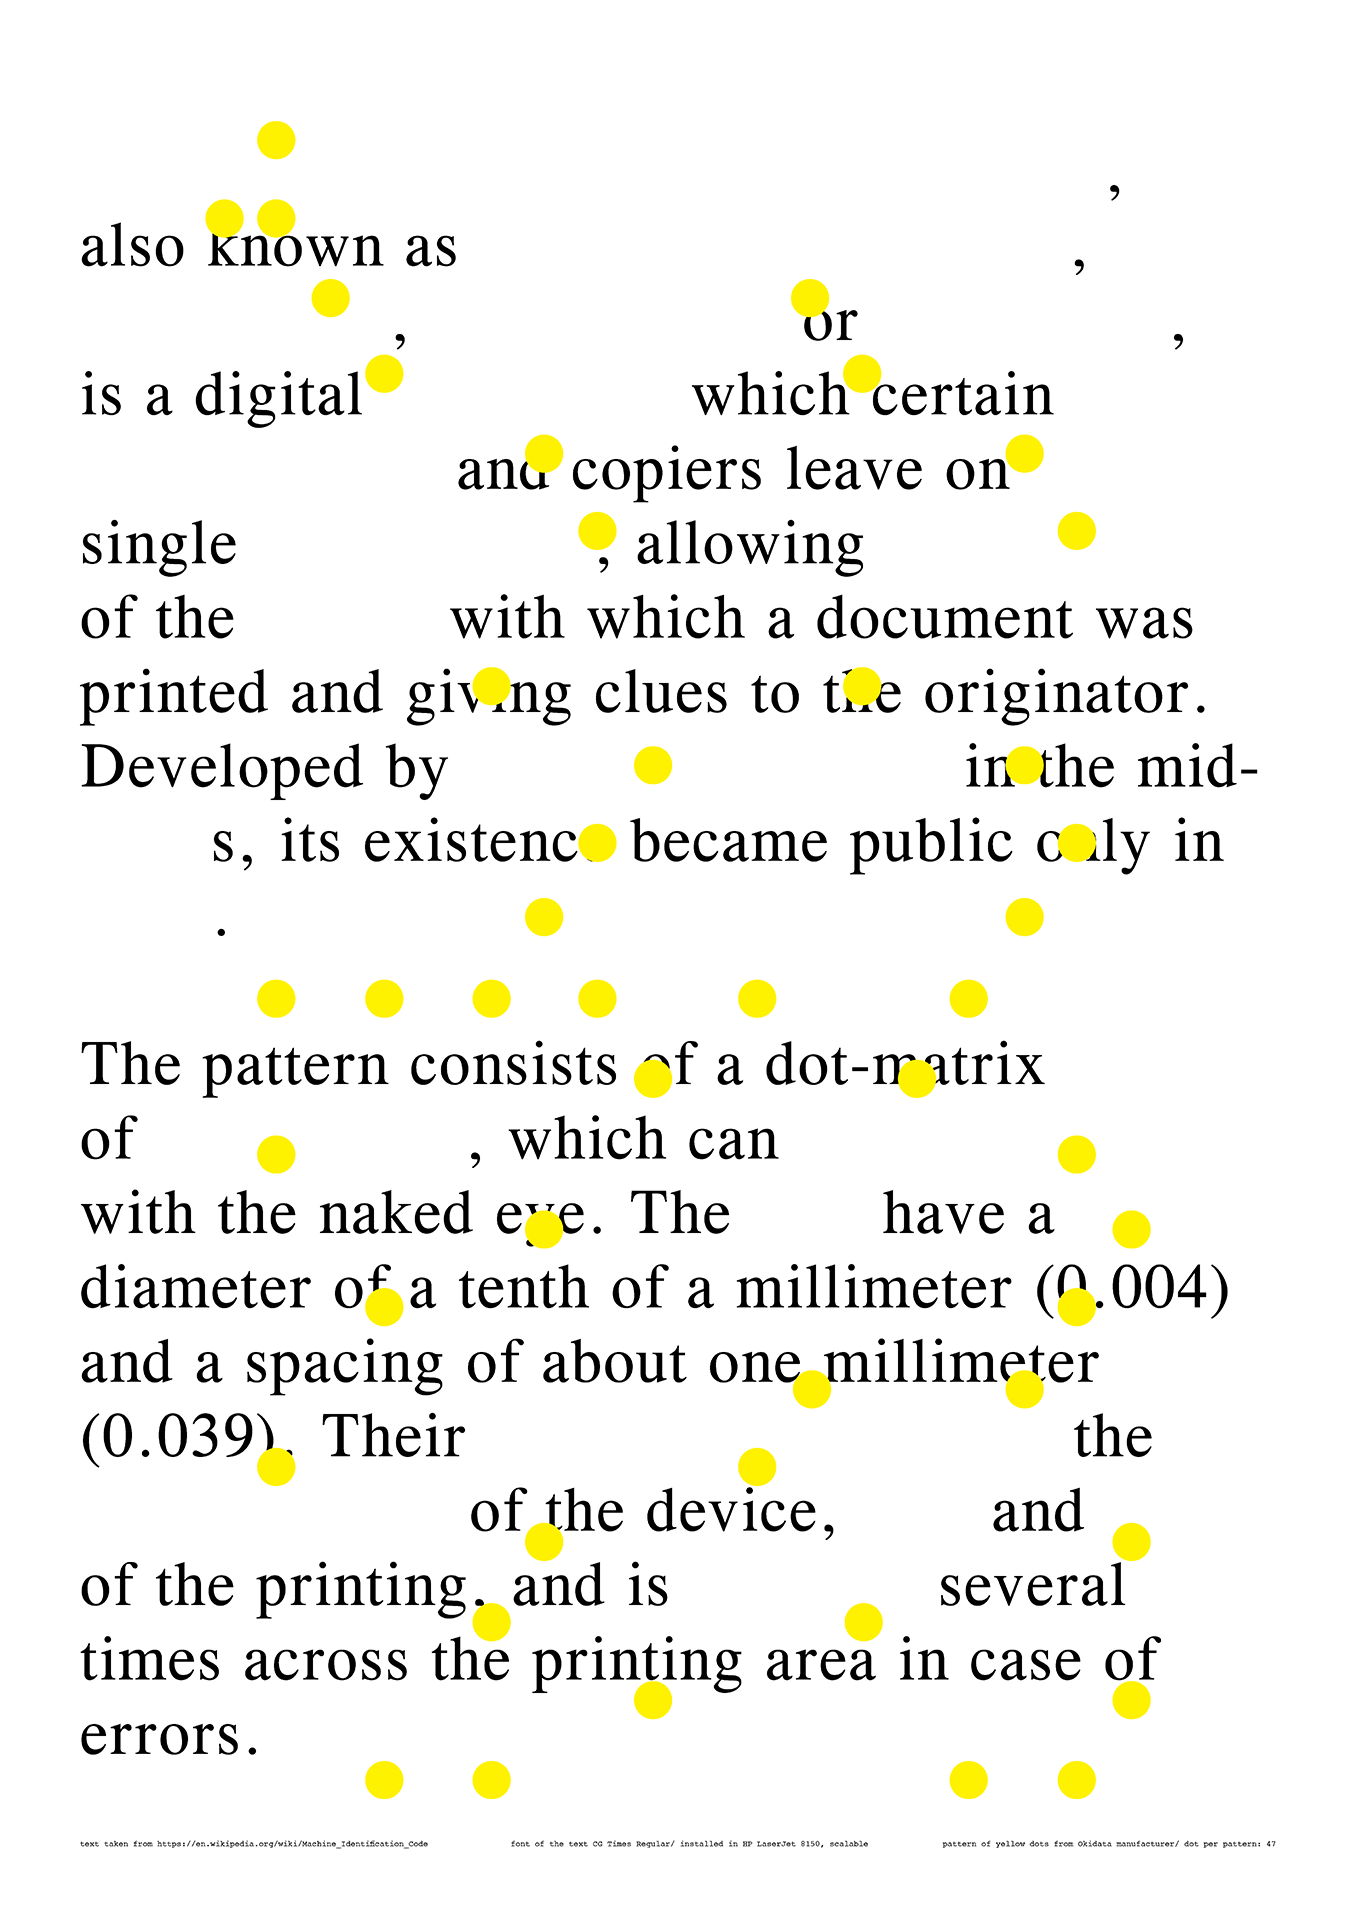 ,
also known as ,
, or ,
is a digital which certain
and copiers leave on
single , allowing
of the with which a document was
printed and giving clues to the originator.
Developed by in the mid-
s, its existence became public only in
.
The pattern consists of a dot-matrix
of , which can
with the naked eye. The have a
diameter of a tenth of a millimeter (0.004)
and a spacing of about one millimeter
(0.039). Their the
of the device, and
of the printing, and is several
times across the printing area in case of
errors.
text taken from https://en.wikipedia.org/wiki/Machine_Identification_Code
font of the text CG Times Regular/ installed in HP LaserJet 8150, scalable
pattern of yellow dots from Okidata manufacturer/ dot per pattern: 47